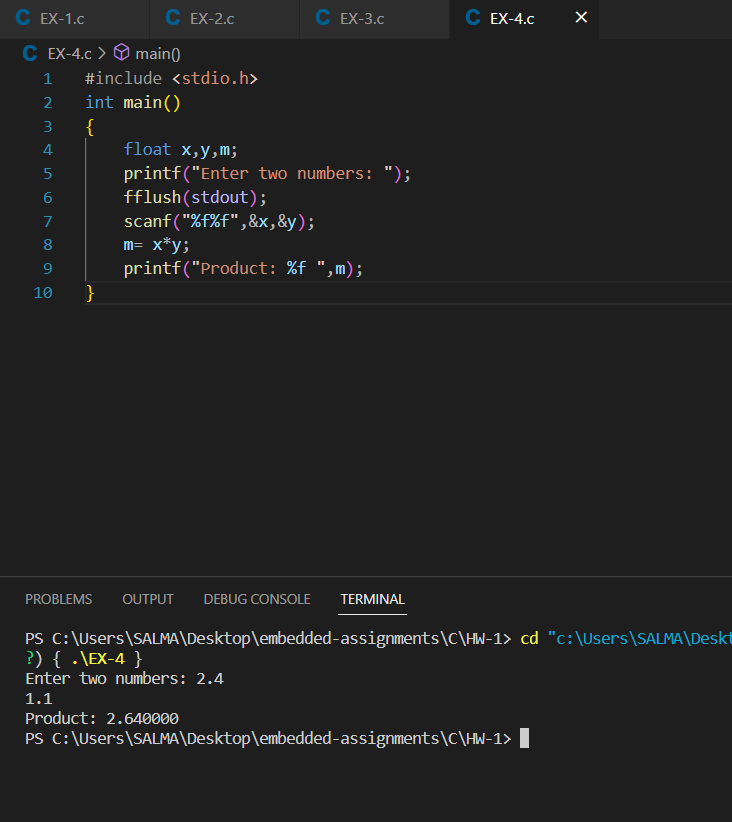 C EX-1.c C EX-2.c C EX-3.c C EX-4.c ×
C EX-4.c > main()
1 #include <stdio.h>
2 int main()
3 {
4 float x,y,m;
5 printf("Enter two numbers: ");
6 fflush(stdout);
7 scanf("%f%f",&x,&y);
8 m= x*y;
9 printf("Product: %f ",m);
10 }
PROBLEMS OUTPUT DEBUG CONSOLE TERMINAL
PS C:\Users\SALMA\Desktop\embedded-assignments\C\HW-1> cd "c:\Users\SALMA\Deskt
?) { .\EX-4 }
Enter two numbers: 2.4
1.1
Product: 2.640000
PS C:\Users\SALMA\Desktop\embedded-assignments\C\HW-1>